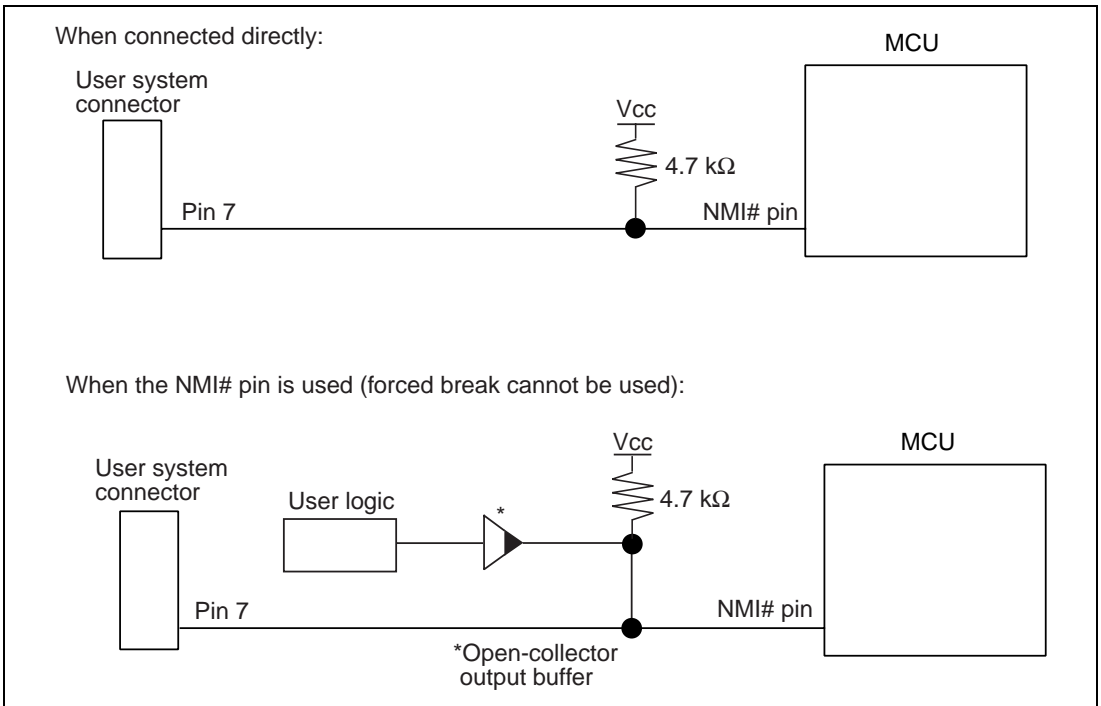 When connected directly:
MCU
User system
connector
Vcc
4.7 kΩ
Pin 7
NMI# pin
When the NMI# pin is used (forced break cannot be used):
Vcc
MCU
User system
connector
User logic
*
4.7 kΩ
Pin 7
NMI# pin
*Open-collector
output buffer